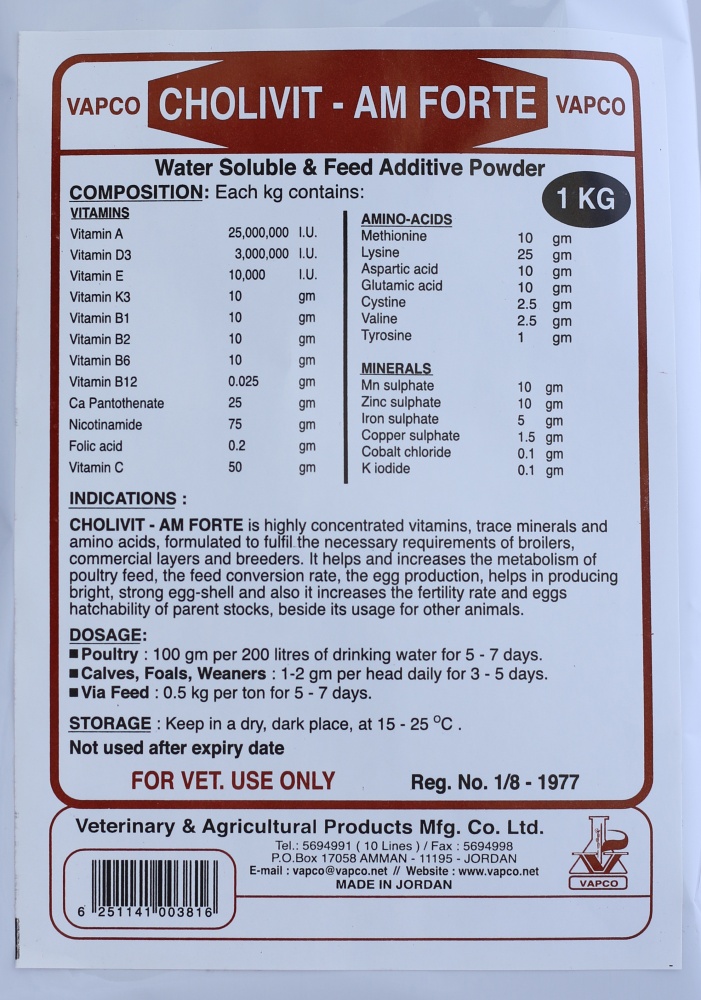 VAPCO CHOLIVIT - AM FORTE VAPCO
Water Soluble & Feed Additive Powder
1 KG
COMPOSITION: Each kg contains:
VITAMINS
Vitamin A 25,000,000 I.U.
Vitamin D3 3,000,000 I.U.
Vitamin E 10,000 I.U.
Vitamin K3 10 gm
Vitamin B1 10 gm
Vitamin B2 10 gm
Vitamin B6 10 gm
Vitamin B12 0.025 gm
Ca Pantothenate 25 gm
Nicotinamide 75 gm
Folic acid 0.2 gm
Vitamin C 50 gm
AMINO-ACIDS
Methionine 10 gm
Lysine 25 gm
Aspartic acid 10 gm
Glutamic acid 10 gm
Cystine 2.5 gm
Valine 2.5 gm
Tyrosine 1 gm
MINERALS
Mn sulphate 10 gm
Zinc sulphate 10 gm
Iron sulphate 5 gm
Copper sulphate 1.5 gm
Cobalt chloride 0.1 gm
K iodide 0.1 gm
INDICATIONS :
CHOLIVIT - AM FORTE is highly concentrated vitamins, trace minerals and
amino acids, formulated to fulfil the necessary requirements of broilers,
commercial layers and breeders. It helps and increases the metabolism of
poultry feed, the feed conversion rate, the egg production, helps in producing
bright, strong egg-shell and also it increases the fertility rate and eggs
hatchability of parent stocks, beside its usage for other animals.
DOSAGE:
■ Poultry : 100 gm per 200 litres of drinking water for 5 - 7 days.
■ Calves, Foals, Weaners : 1-2 gm per head daily for 3 - 5 days.
■ Via Feed : 0.5 kg per ton for 5 - 7 days.
STORAGE : Keep in a dry, dark place, at 15 - 25 °C .
Not used after expiry date
FOR VET. USE ONLY Reg. No. 1/8 - 1977
Veterinary & Agricultural Products Mfg. Co. Ltd.
Tel.: 5694991 ( 10 Lines ) / Fax : 5694998
P.O.Box 17058 AMMAN - 11195 - JORDAN
E-mail : vapco@vapco.net // Website : www.vapco.net
MADE IN JORDAN
VAPCO
6 251141 003816